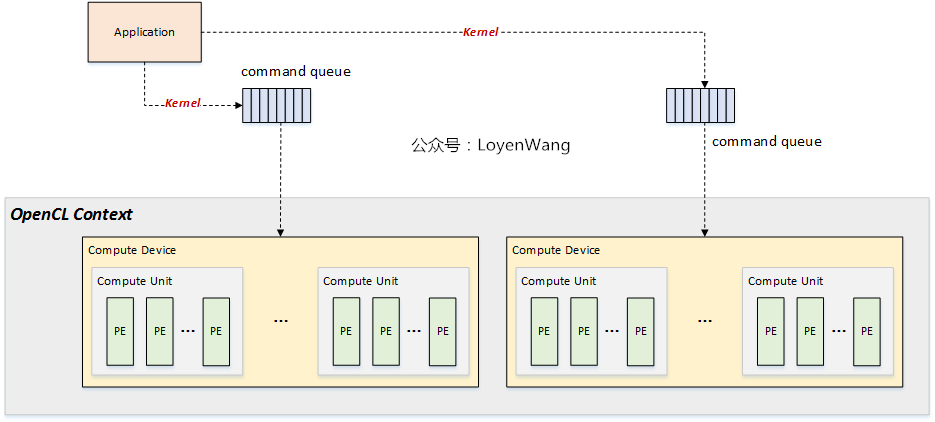 Application
Kernel
command queue
Kernel
command queue
公众号：LoyenWang
OpenCL Context
Compute Device
Compute Unit
PE
PE
...
PE
...
Compute Unit
PE
PE
...
PE
Compute Device
Compute Unit
PE
PE
...
PE
...
Compute Unit
PE
PE
...
PE